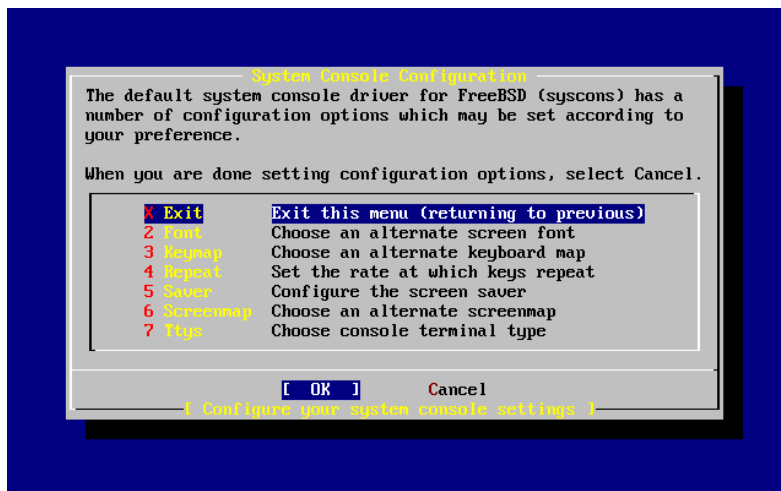 System Console Configuration
The default system console driver for FreeBSD (syscons) has a
number of configuration options which may be set according to
your preference.
When you are done setting configuration options, select Cancel.
X Exit Exit this menu (returning to previous)
2 Font Choose an alternate screen font
3 Keymap Choose an alternate keyboard map
4 Repeat Set the rate at which keys repeat
5 Saver Configure the screen saver
6 Screenmap Choose an alternate screenmap
7 Ttys Choose console terminal type
[ OK ] Cancel
[ Configure your system console settings ]